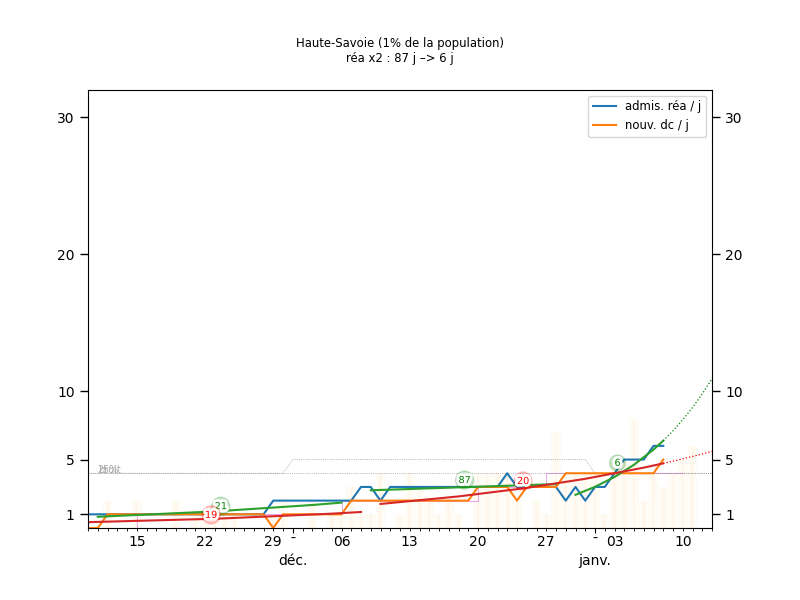 Haute-Savoie (1% de la population)
réa x2 : 87 j –> 6 j
admis. réa / j
nouv. dc / j
30 30
20 20
10 10
5 5
1 1
87
20
6
21
19
15 22 29 - 06 13 20 27 - 03 10
déc. janv.